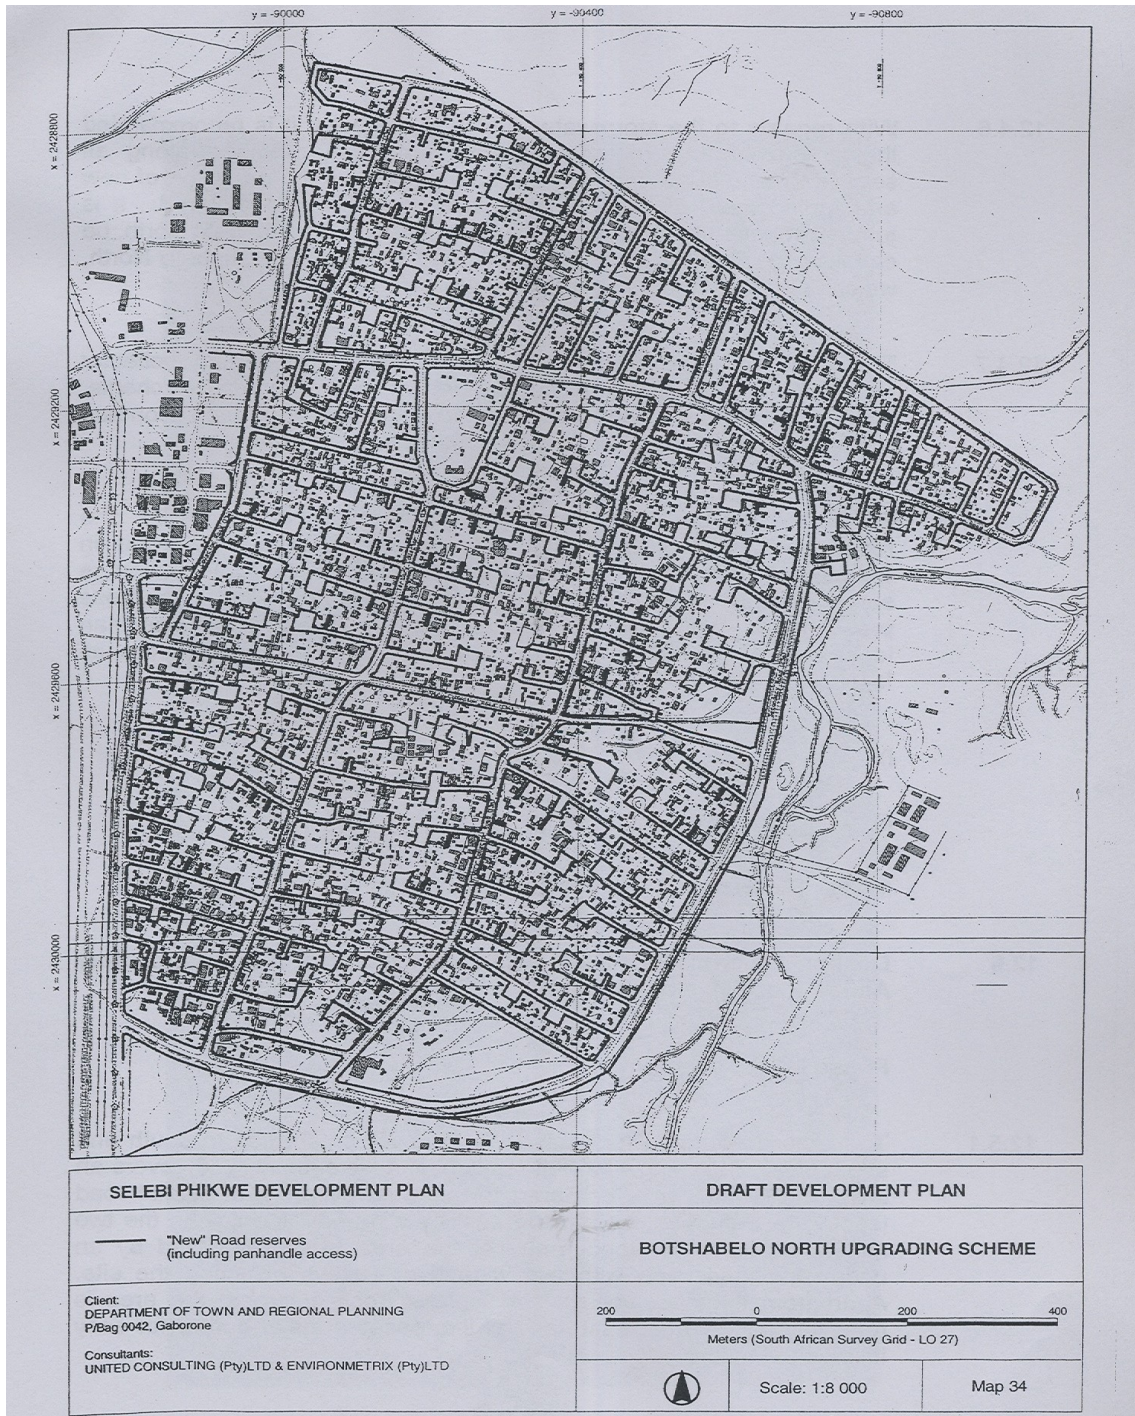 y = -90000
y = -90400
y = -90800
x = 2428800
x = 2429200
x = 2429600
x = 2430000
SELEBI PHIKWE DEVELOPMENT PLAN
"New" Road reserves
(including panhandle access)
Client:
DEPARTMENT OF TOWN AND REGIONAL PLANNING
P/Bag 0042, Gaborone
Consultants:
UNITED CONSULTING (Pty)LTD & ENVIRONMETRIX (Pty)LTD
DRAFT DEVELOPMENT PLAN
BOTSHABELO NORTH UPGRADING SCHEME
200 0 200 400
Meters (South African Survey Grid - LO 27)
Scale: 1:8 000
Map 34